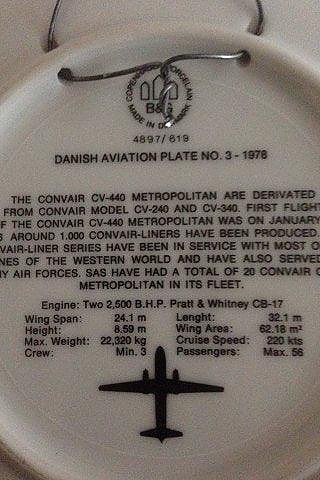 COPENHAGEN PORCELAIN
B&G
MADE IN DENMARK
4897/619
DANISH AVIATION PLATE NO. 3 - 1978
THE CONVAIR CV-440 METROPOLITAN ARE DERIVATED
FROM CONVAIR MODEL CV-240 AND CV-340. FIRST FLIGHT
OF THE CONVAIR CV-440 METROPOLITAN WAS ON JANUARY
S AROUND 1.000 CONVAIR-LINERS HAVE BEEN PRODUCED.
VAIR-LINER SERIES HAVE BEEN IN SERVICE WITH MOST O
NES OF THE WESTERN WORLD AND HAVE ALSO SERVED
NY AIR FORCES. SAS HAVE HAD A TOTAL OF 20 CONVAIR C
METROPOLITAN IN ITS FLEET.
Engine: Two 2,500 B.H.P. Pratt & Whitney CB-17
Wing Span: 24.1 m Lenght: 32.1 m
Height: 8.59 m Wing Area: 62.18 m²
Max. Weight: 22,320 kg Cruise Speed: 220 kts
Crew: Min. 3 Passengers: Max. 56